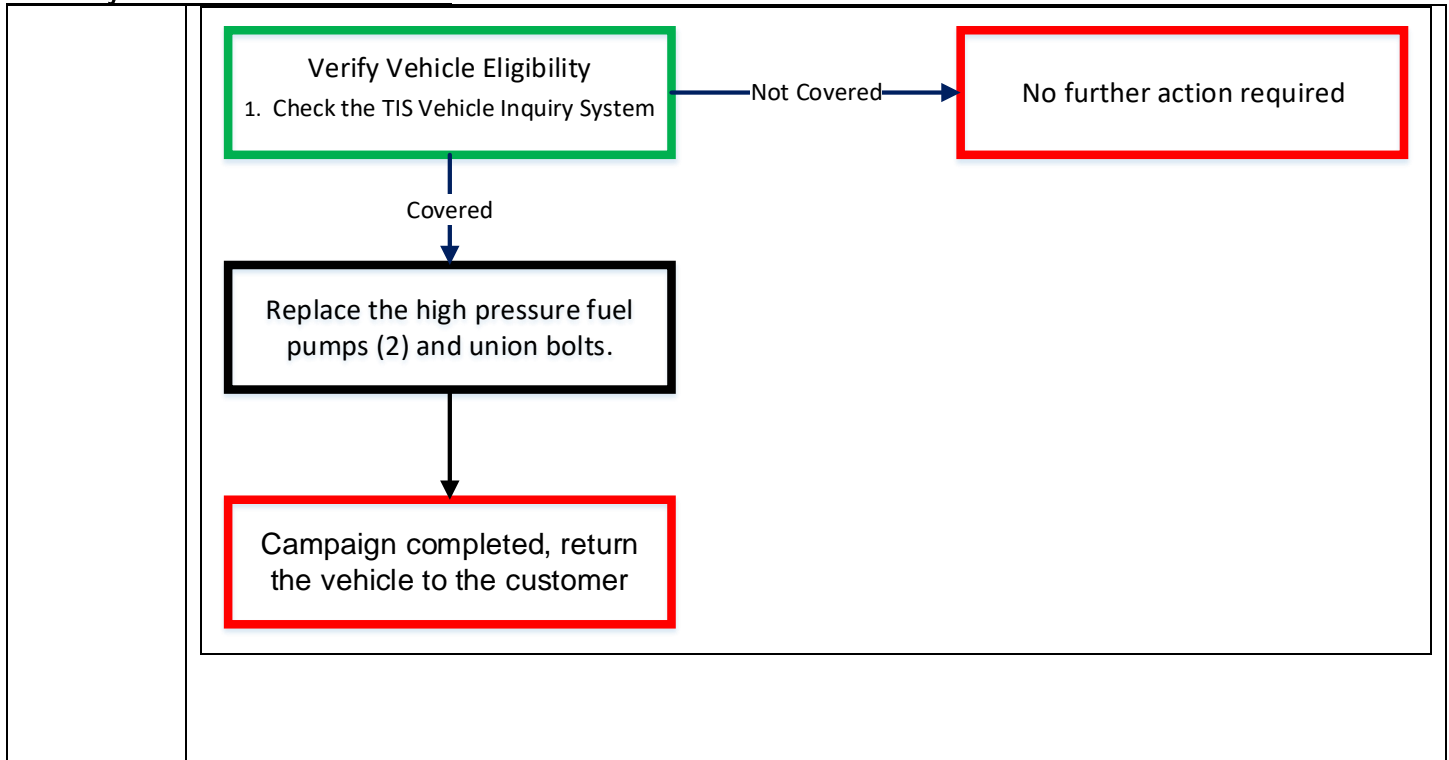 Verify Vehicle Eligibility
1. Check the TIS Vehicle Inquiry System
Not Covered
No further action required
Covered
Replace the high pressure fuel
pumps (2) and union bolts.
Campaign completed, return
the vehicle to the customer